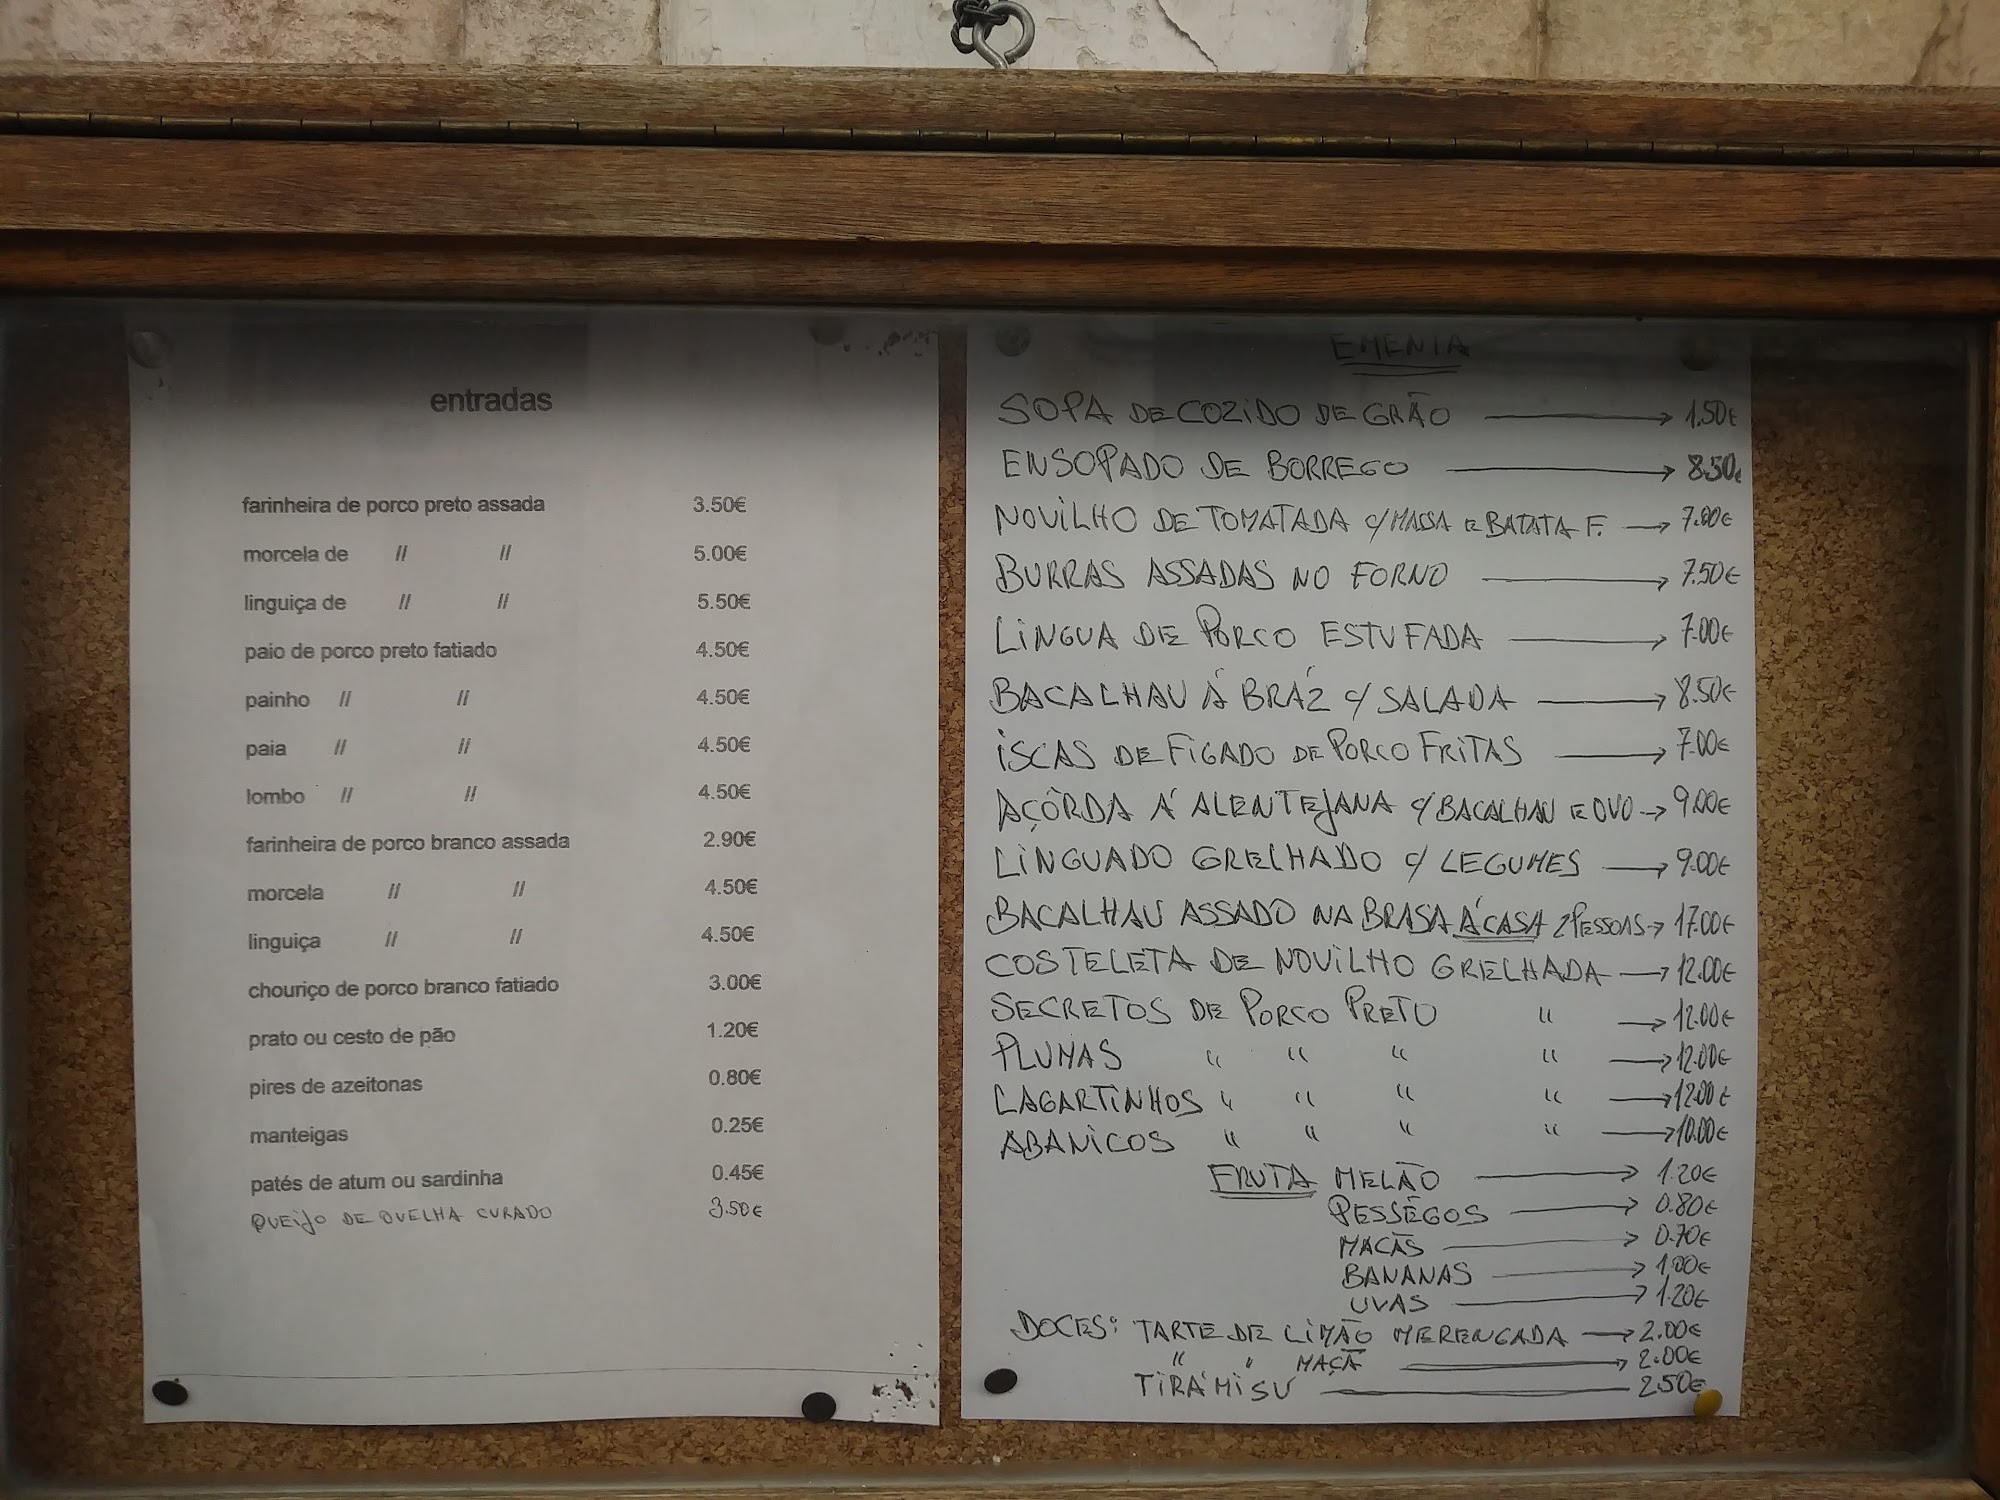 entradas
farinheira de porco preto assada 3.50€
morcela de // // 5.00€
linguiça de // // 5.50€
paio de porco preto fatiado 4.50€
painho // // 4.50€
paia // // 4.50€
lombo // // 4.50€
farinheira de porco branco assada 2.90€
morcela // // 4.50€
linguiça // // 4.50€
chouriço de porco branco fatiado 3.00€
prato ou cesto de pão 1.20€
pires de azeitonas 0.80€
manteigas 0.25€
patés de atum ou sardinha 0.45€
QUEIJO DE OVELHA CURADO 3.50€
EMENTA
SOPA DE COZIDO DE GRÃO → 1.50€
ENSOPADO DE BORREGO → 8.50€
NOVILHO DE TOMATADA C/MASSA E BATATA F. → 7.00€
BURRAS ASSADAS NO FORNO → 7.50€
LINGUA DE PORCO ESTUFADA → 7.00€
BACALHAU Á BRÁZ C/ SALADA → 8.50€
ISCAS DE FIGADO DE PORCO FRITAS → 7.00€
AÇÔRDA Á ALENTEJANA C/ BACALHAU E OVO → 9.00€
LINGUADO GRELHADO C/ LEGUMES → 9.00€
BACALHAU ASSADO NA BRASA Á CASA 2 PESSOAS → 17.00€
COSTELETA DE NOVILHO GRELHADA → 12.00€
SECRETOS DE PORCO PRETO " → 12.00€
PLUMAS " " " " → 12.00€
LAGARTINHOS " " " " → 12.00€
ABANICOS " " " " → 10.00€
FRUTA MELÃO → 1.20€
PESSÊGOS → 0.80€
MACÃS → 0.70€
BANANAS → 1.00€
UVAS → 1.20€
DOCES: TARTE DE LIMÃO MERENGADA → 2.00€
" " MAÇÃ → 2.00€
TIRÁMISÚ 2.50€